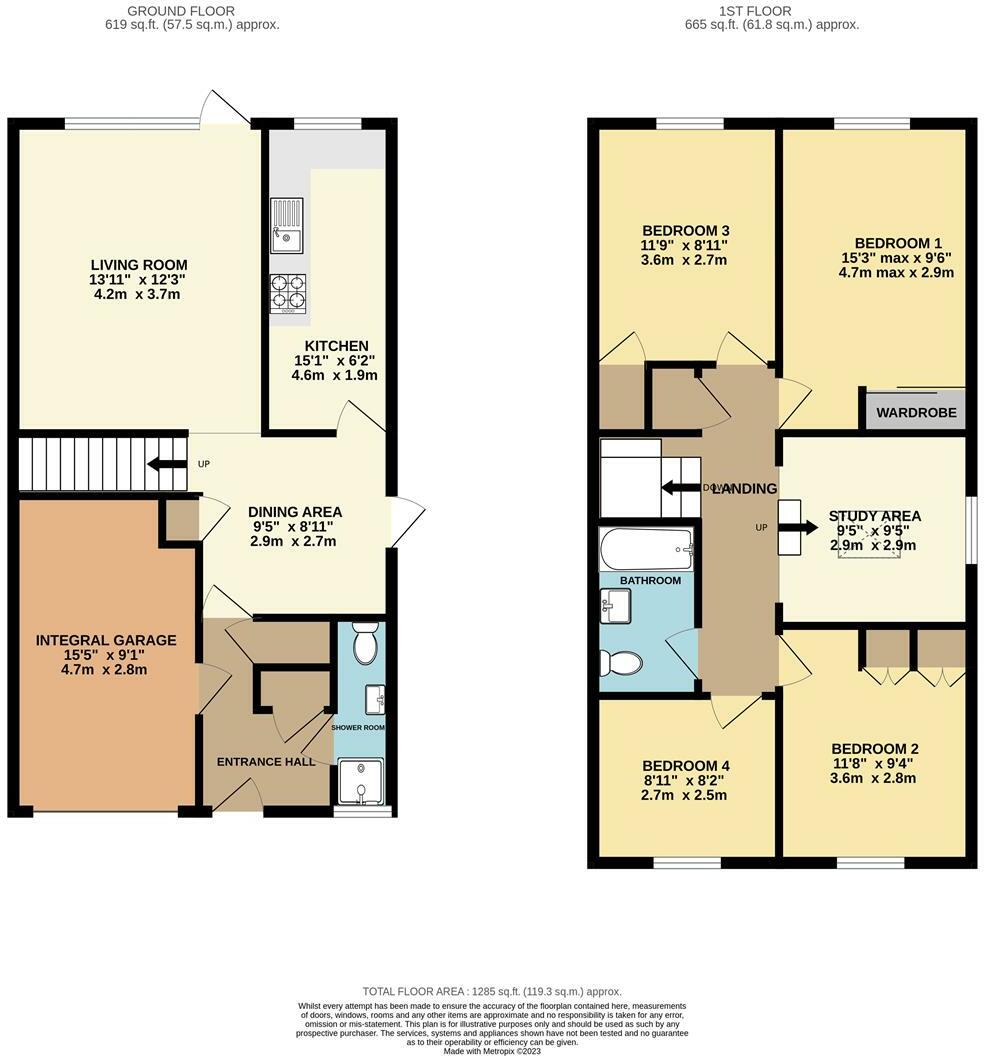 GROUND FLOOR
619 sq.ft. (57.5 sq.m.) approx.
LIVING ROOM
13'11" x 12'3"
4.2m x 3.7m
KITCHEN
15'1" x 6'2"
4.6m x 1.9m
UP
DINING AREA
9'5" x 8'11"
2.9m x 2.7m
INTEGRAL GARAGE
15'5" x 9'1"
4.7m x 2.8m
SHOWER ROOM
ENTRANCE HALL
1ST FLOOR
665 sq.ft. (61.8 sq.m.) approx.
BEDROOM 3
11'9" x 8'11"
3.6m x 2.7m
BEDROOM 1
15'3" max x 9'6"
4.7m max x 2.9m
WARDROBE
DOWN
LANDING
UP
STUDY AREA
9'5" x 9'5"
2.9m x 2.9m
BATHROOM
BEDROOM 4
8'11" x 8'2"
2.7m x 2.5m
BEDROOM 2
11'8" x 9'4"
3.6m x 2.8m
TOTAL FLOOR AREA : 1285 sq.ft. (119.3 sq.m.) approx.
Whilst every attempt has been made to ensure the accuracy of the floorplan contained here, measurements
of doors, windows, rooms and any other items are approximate and no responsibility is taken for any error,
omission or mis-statement. This plan is for illustrative purposes only and should be used as such by any
prospective purchaser. The services, systems and appliances shown have not been tested and no guarantee
as to their operability or efficiency can be given.
Made with Metropix ©2023